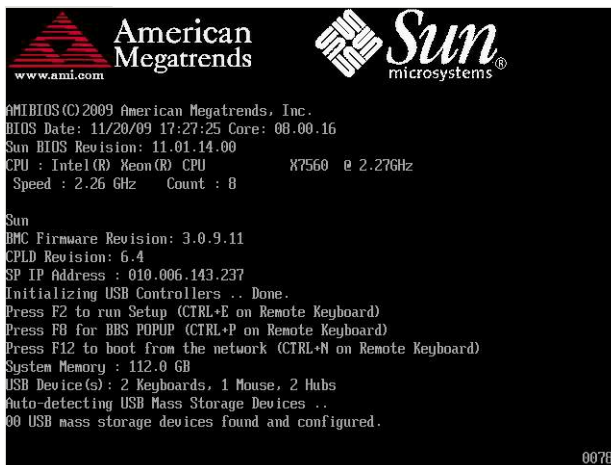 American
Megatrends
www.ami.com
Sun
microsystems
AMIBIOS(C)2009 American Megatrends, Inc.
BIOS Date: 11/20/09 17:27:25 Core: 08.00.16
Sun BIOS Revision: 11.01.14.00
CPU : Intel(R) Xeon(R) CPU X7560 @ 2.27GHz
Speed : 2.26 GHz Count : 8
Sun
BMC Firmware Revision: 3.0.9.11
CPLD Revision: 6.4
SP IP Address : 010.006.143.237
Initializing USB Controllers .. Done.
Press F2 to run Setup (CTRL+E on Remote Keyboard)
Press F8 for BBS POPUP (CTRL+P on Remote Keyboard)
Press F12 to boot from the network (CTRL+N on Remote Keyboard)
System Memory : 112.0 GB
USB Device(s): 2 Keyboards, 1 Mouse, 2 Hubs
Auto-detecting USB Mass Storage Devices ..
00 USB mass storage devices found and configured.
0078